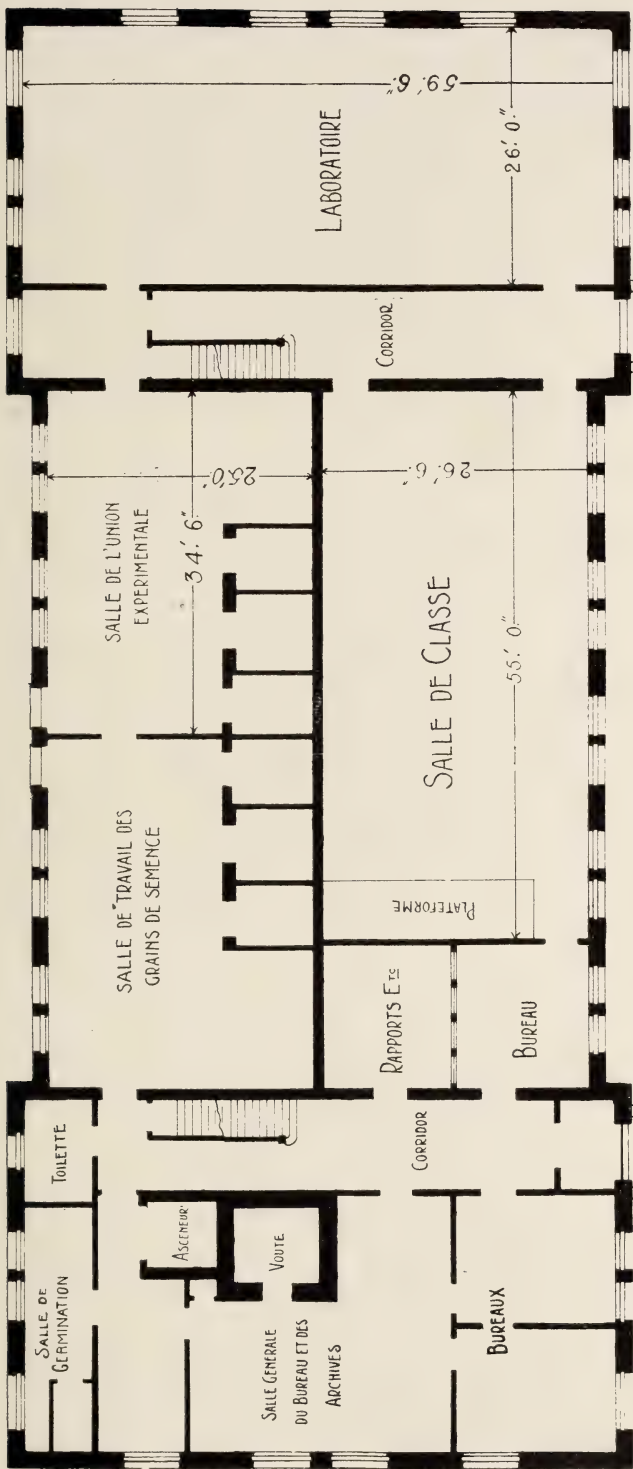 59'. 6."
LABORATOIRE
26'. 0."
CORRIDOR
SALLE DE L'UNION
EXPERIMENTALE
25'.0".
34'. 6."
26'. 6."
SALLE DE CLASSE
55'. 0."
PLATEFORME
SALLE DE TRAVAIL DES
GRAINS DE SEMENCE
RAPPORTS ETC
BUREAU
TOILETTE
CORRIDOR
ASCENEUR
VOUTE
SALLE DE
GERMINATION
SALLE GENERALE
DU BUREAU ET DES
ARCHIVES
BUREAUX